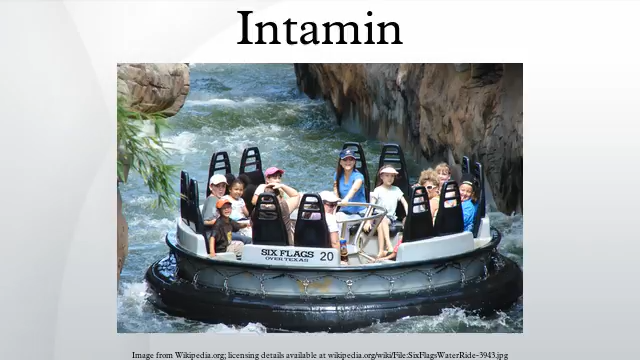 Intamin
SIX FLAGS
OVER TEXAS
20
Image from Wikipedia.org; licensing details available at wikipedia.org/wiki/File:SixFlagsWaterRide-3943.jpg